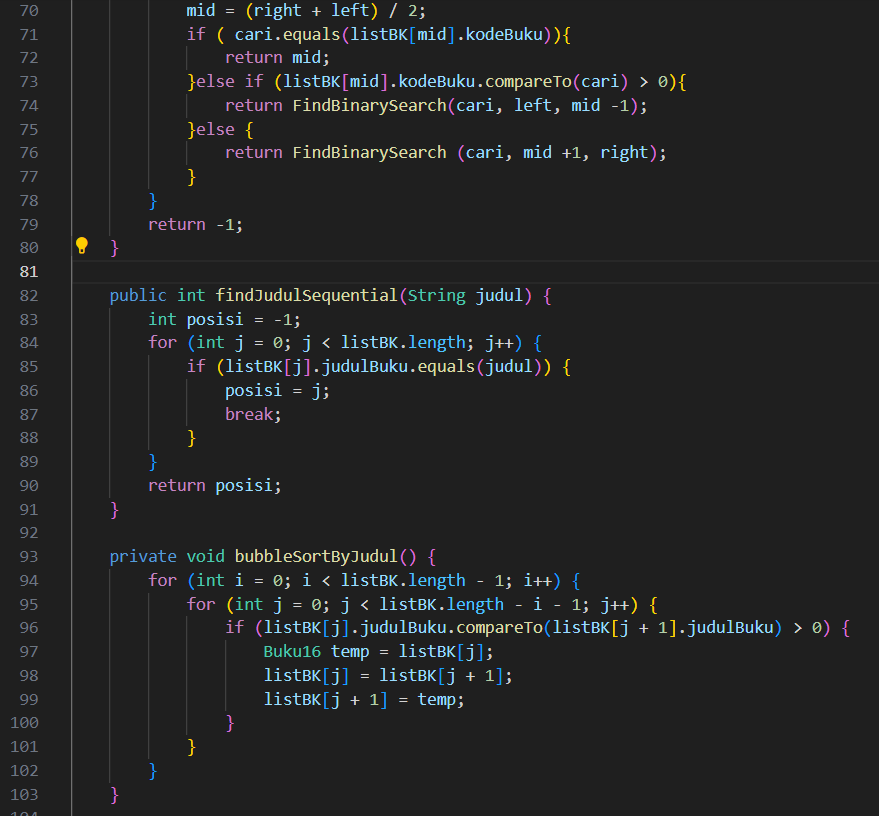 70 mid = (right + left) / 2;
71 if ( cari.equals(listBK[mid].kodeBuku)){
72 return mid;
73 }else if (listBK[mid].kodeBuku.compareTo(cari) > 0){
74 return FindBinarySearch(cari, left, mid -1);
75 }else {
76 return FindBinarySearch (cari, mid +1, right);
77 }
78 }
79 return -1;
80 }
81
82 public int findJudulSequential(String judul) {
83 int posisi = -1;
84 for (int j = 0; j < listBK.length; j++) {
85 if (listBK[j].judulBuku.equals(judul)) {
86 posisi = j;
87 break;
88 }
89 }
90 return posisi;
91 }
92
93 private void bubbleSortByJudul() {
94 for (int i = 0; i < listBK.length - 1; i++) {
95 for (int j = 0; j < listBK.length - i - 1; j++) {
96 if (listBK[j].judulBuku.compareTo(listBK[j + 1].judulBuku) > 0) {
97 Buku16 temp = listBK[j];
98 listBK[j] = listBK[j + 1];
99 listBK[j + 1] = temp;
100 }
101 }
102 }
103 }